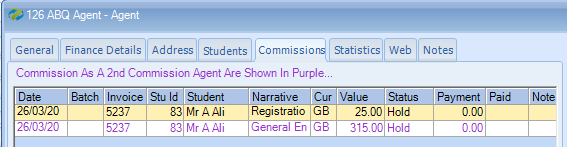 126 ABQ Agent - Agent
General Finance Details Address Students Commissions Statistics Web Notes
Commission As A 2nd Commission Agent Are Shown In Purple...
Date Batch Invoice Stu Id Student Narrative Cur Value Status Payment Paid Note
26/03/20 5237 83 Mr A Ali Registratio GB 25.00 Hold 0.00
26/03/20 5237 83 Mr A Ali General En GB 315.00 Hold 0.00